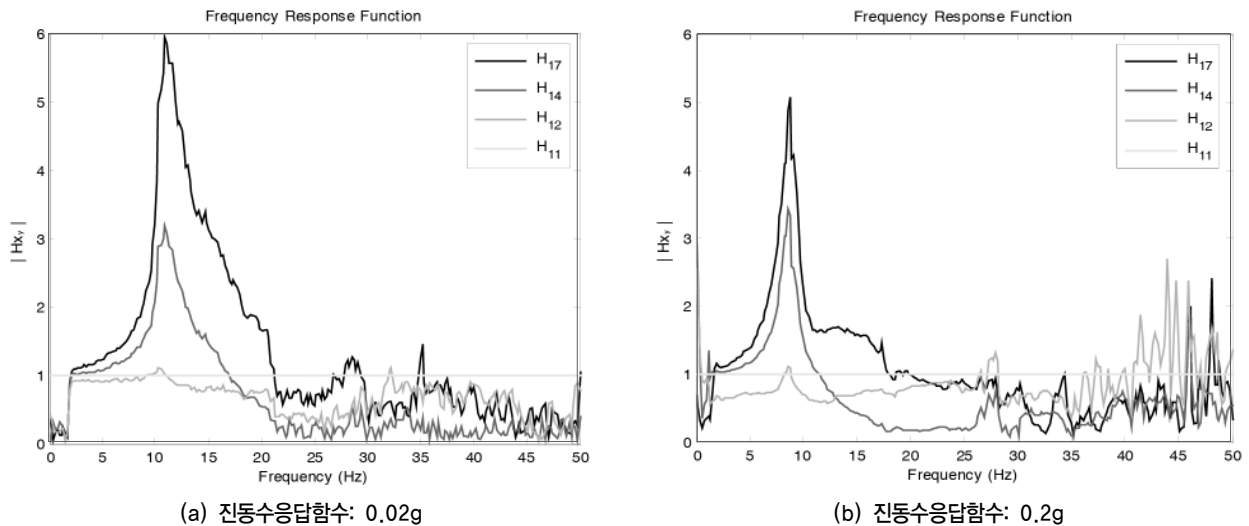 Frequency Response Function
6
5
4
3
2
1
0
| Hxᵧ |
H₁₇
H₁₄
H₁₂
H₁₁
0 5 10 15 20 25 30 35 40 45 50
Frequency (Hz)
(a) 진동수응답함수: 0.02g
Frequency Response Function
6
5
4
3
2
1
0
| Hxᵧ |
H₁₇
H₁₄
H₁₂
H₁₁
0 5 10 15 20 25 30 35 40 45 50
Frequency (Hz)
(b) 진동수응답함수: 0.2g